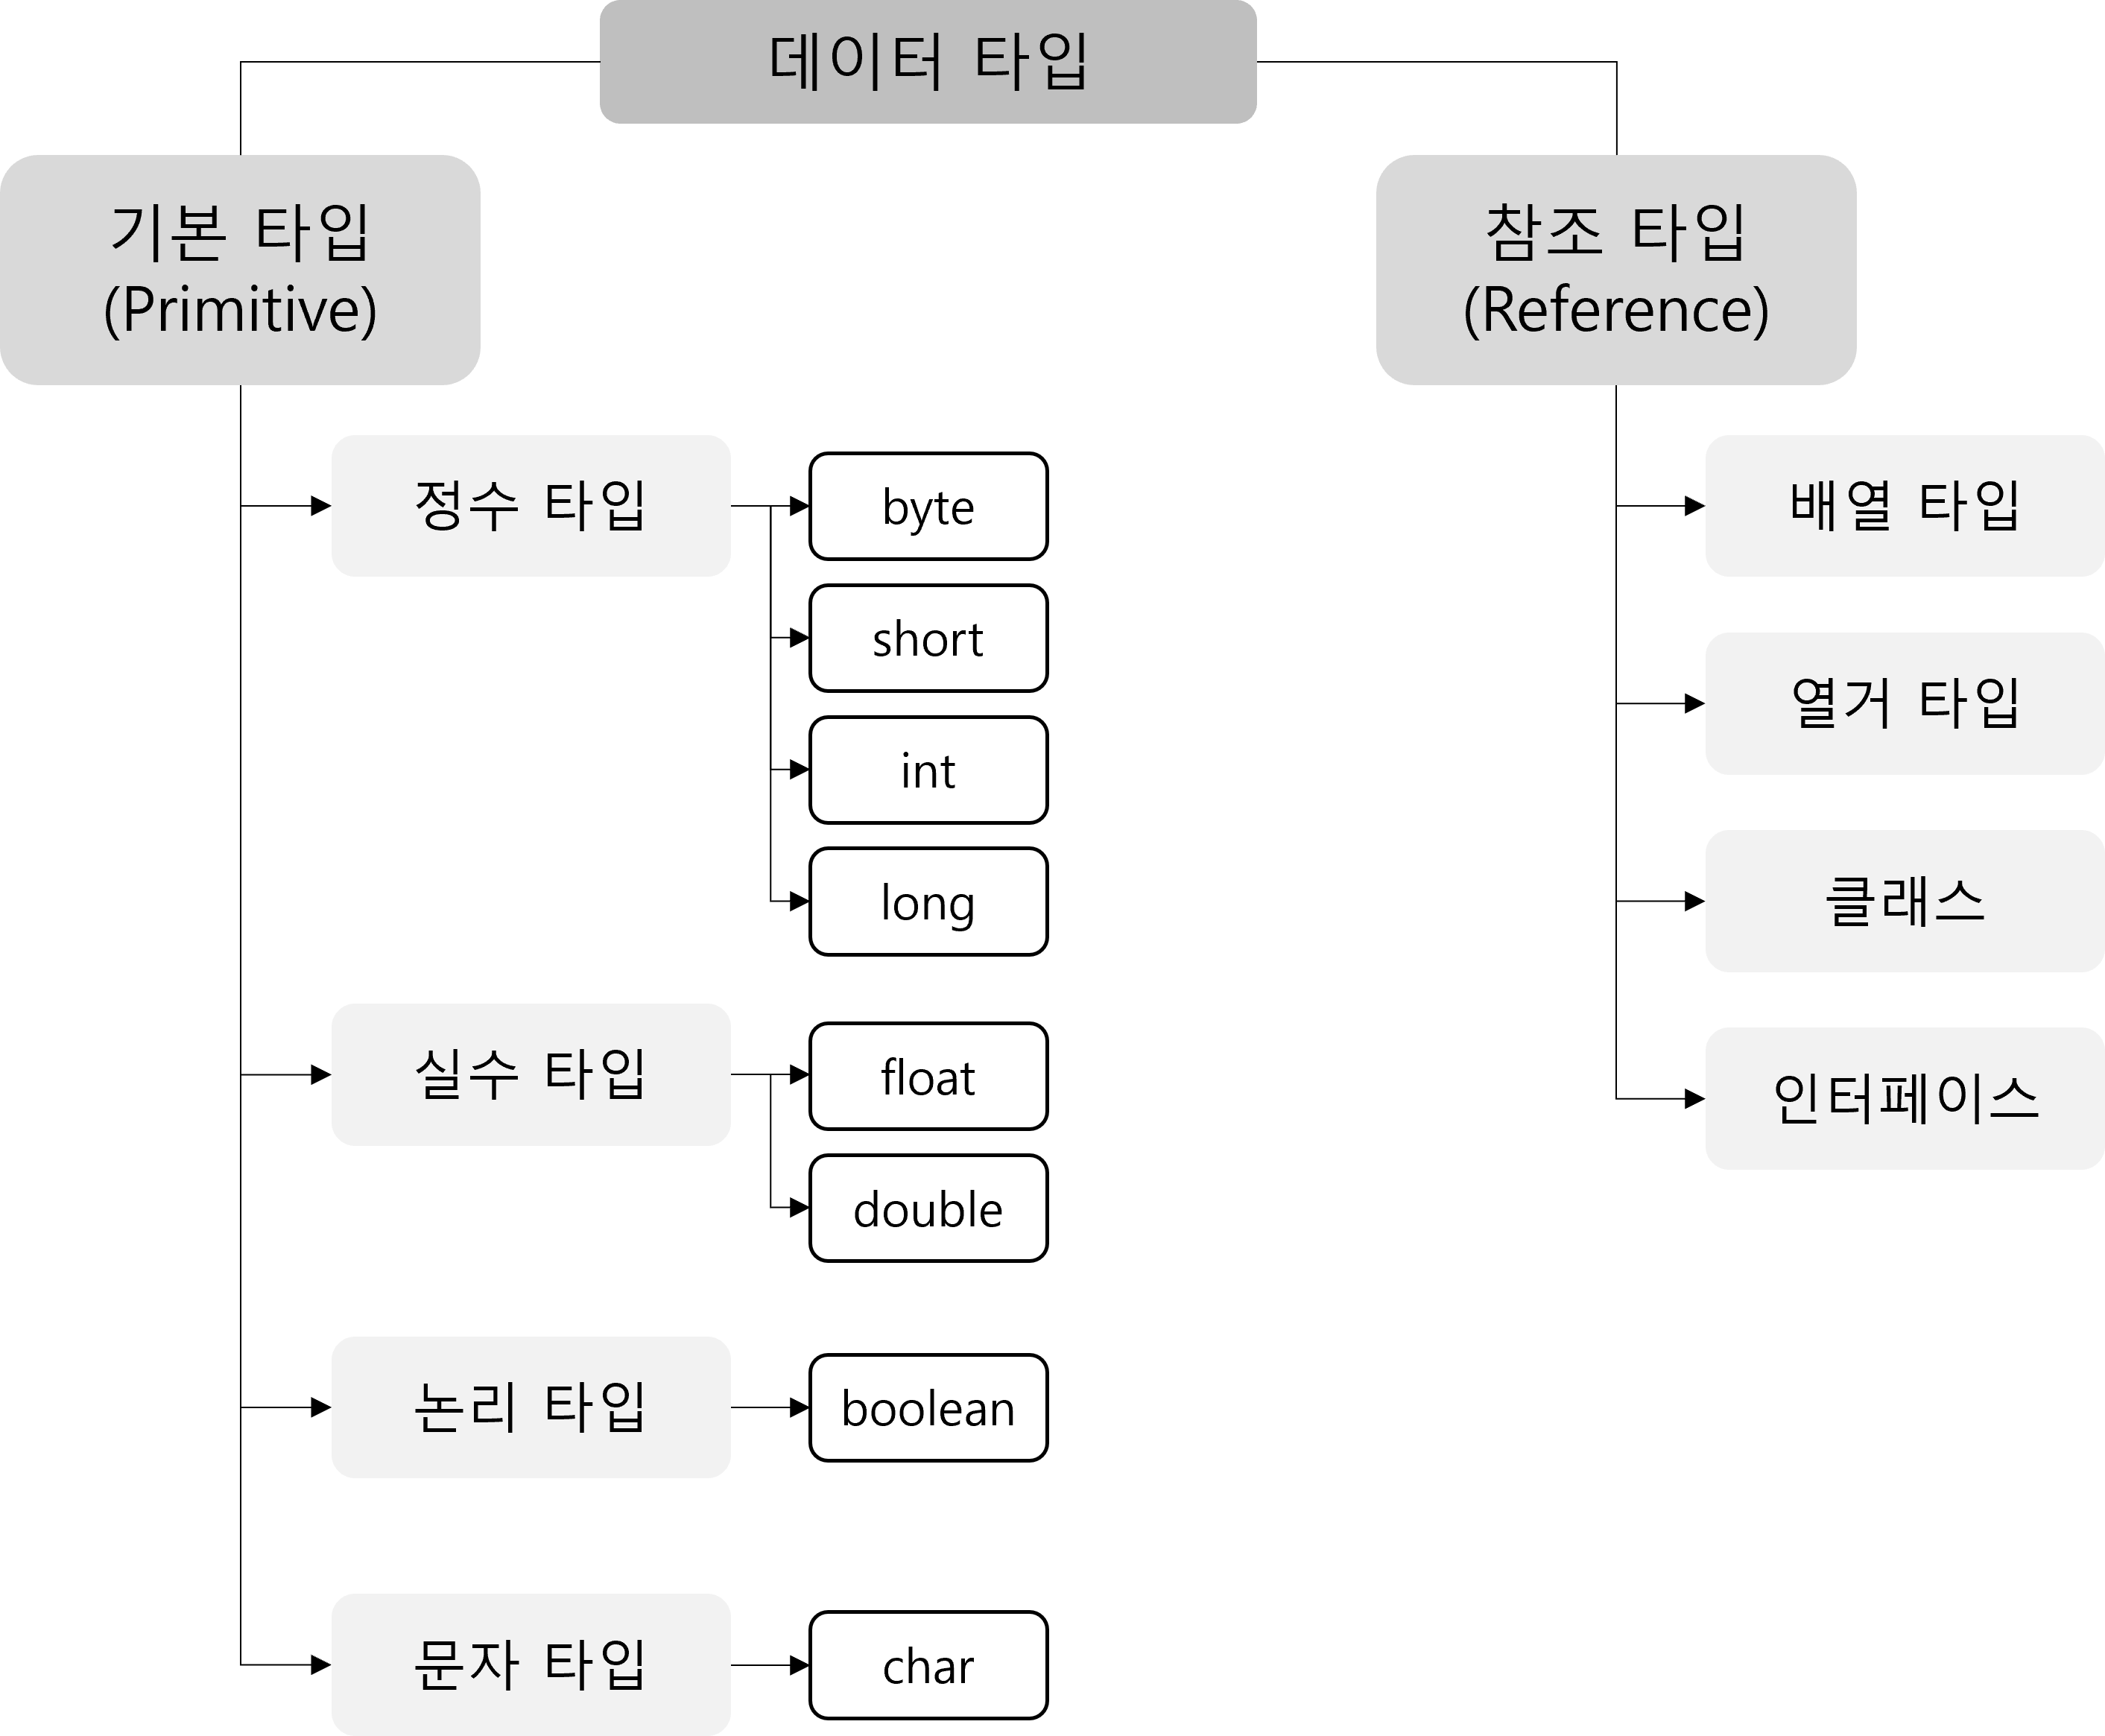 데이터 타입
기본 타입
(Primitive)
정수 타입
byte
short
int
long
실수 타입
float
double
논리 타입
boolean
문자 타입
char
참조 타입
(Reference)
배열 타입
열거 타입
클래스
인터페이스